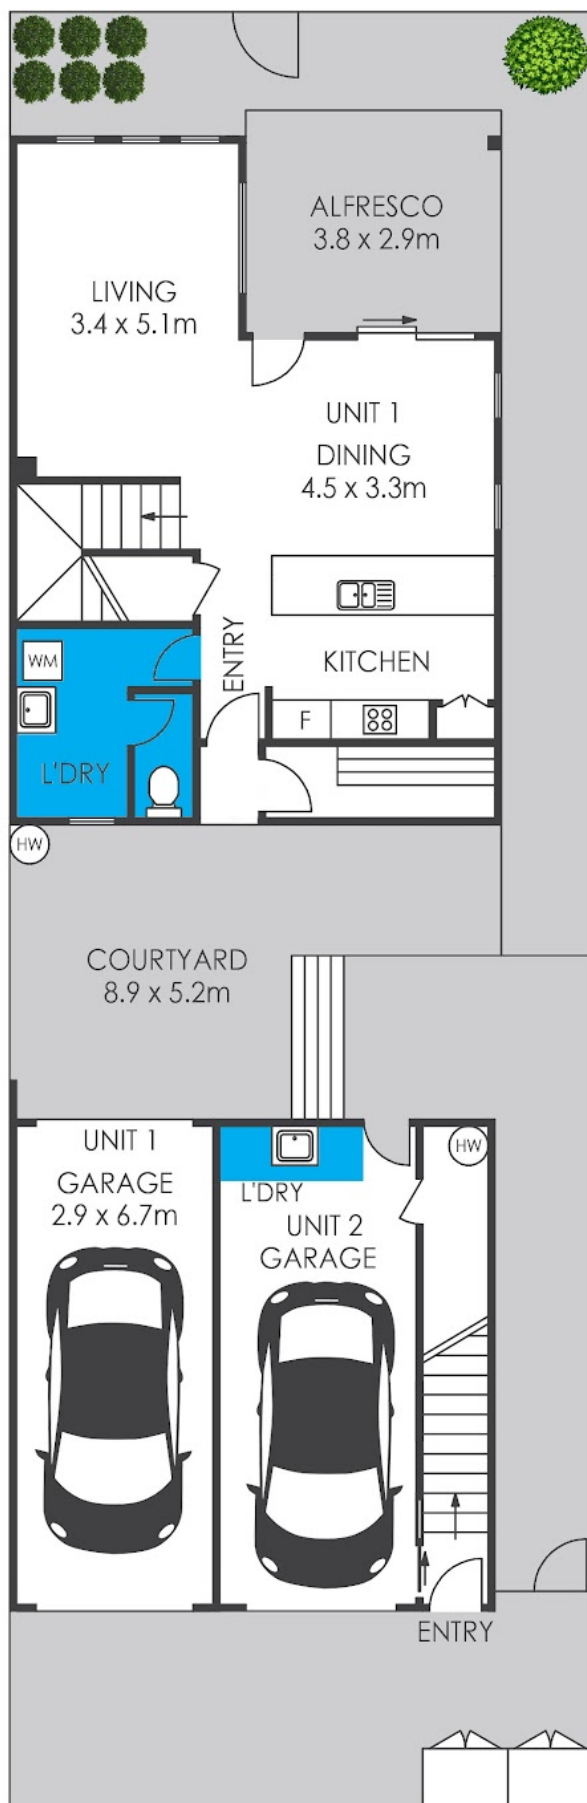 ALFRESCO
3.8 x 2.9m
LIVING
3.4 x 5.1m
UNIT 1
DINING
4.5 x 3.3m
ENTRY
KITCHEN
WM
F
L'DRY
HW
COURTYARD
8.9 x 5.2m
UNIT 1
GARAGE
2.9 x 6.7m
HW
L'DRY
UNIT 2
GARAGE
ENTRY